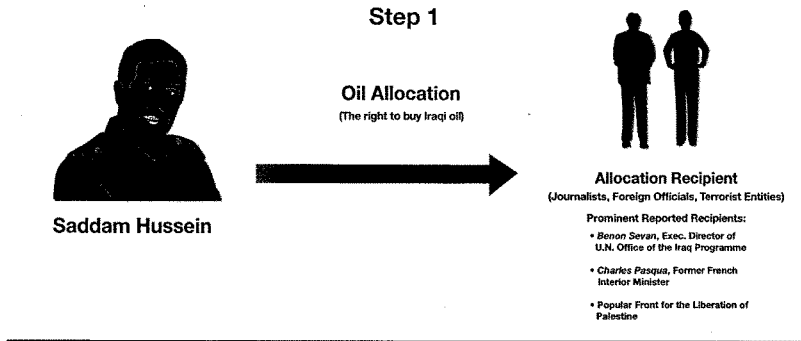 Step 1
Oil Allocation
(The right to buy Iraqi oil)
Saddam Hussein
Allocation Recipient
(Journalists, Foreign Officials, Terrorist Entities)
Prominent Reported Recipients:
• Benon Sevan, Exec. Director of
U.N. Office of the Iraq Programme
• Charles Pasqua, Former French
Interior Minister
• Popular Front for the Liberation of
Palestine